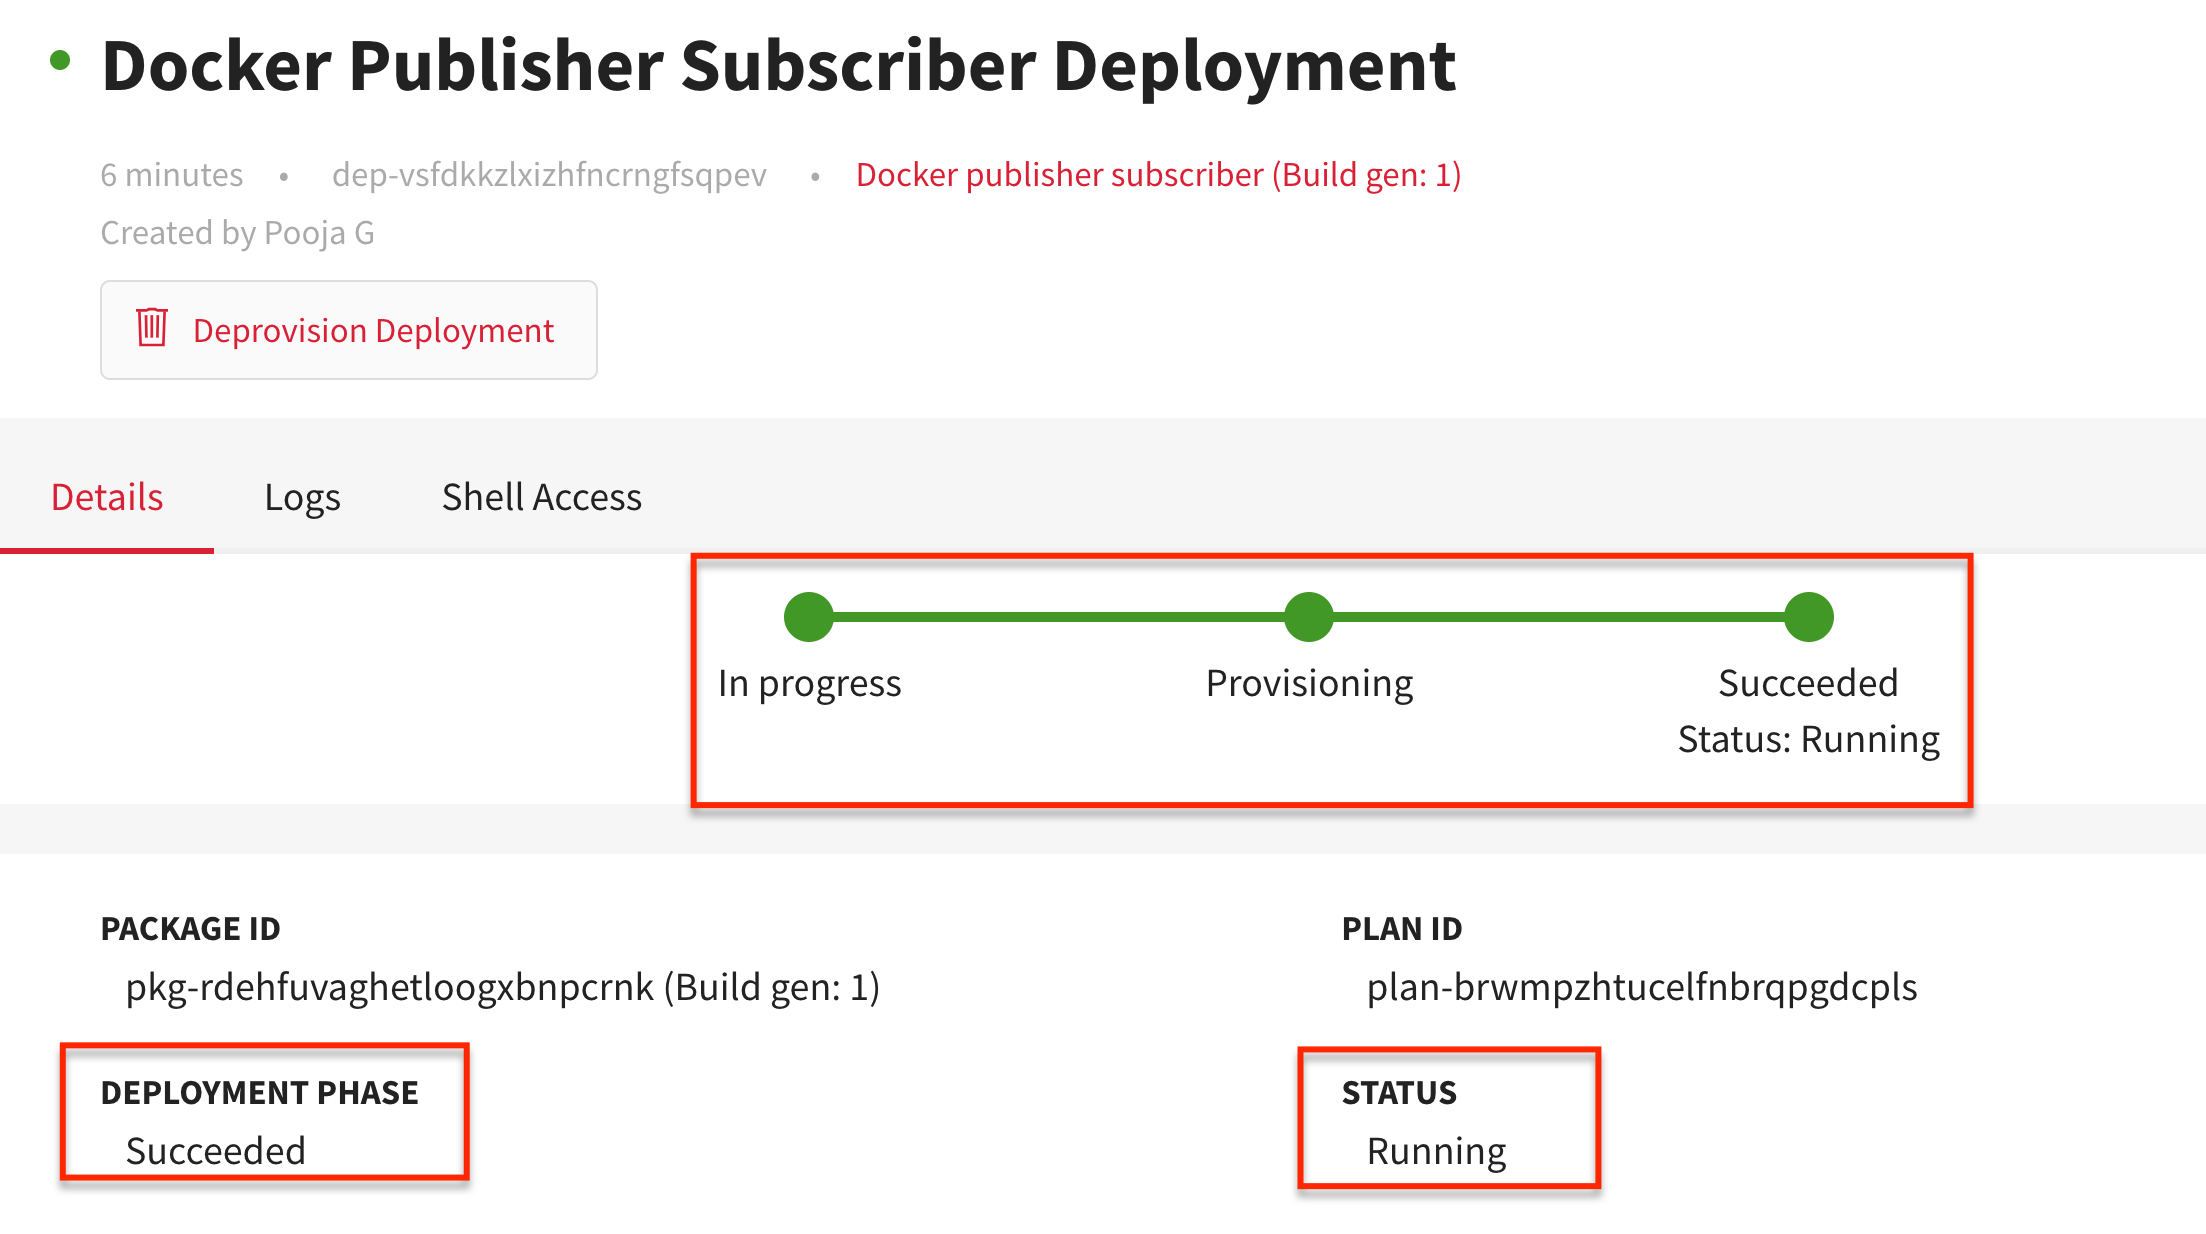 Docker Publisher Subscriber Deployment
6 minutes • dep-vsfdkkzlxizhfncrngfsqpev • Docker publisher subscriber (Build gen: 1)
Created by Pooja G
Deprovision Deployment
Details Logs Shell Access
In progress Provisioning Succeeded
Status: Running
PACKAGE ID PLAN ID
pkg-rdehfuvaghetloogxbnpcrnk (Build gen: 1) plan-brwmpzhtucelfnbrqpgdcpls
DEPLOYMENT PHASE STATUS
Succeeded Running